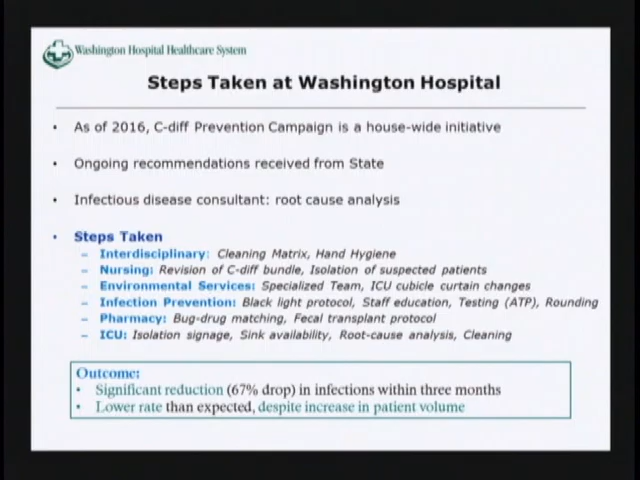 Washington Hospital Healthcare System
Steps Taken at Washington Hospital
• As of 2016, C-diff Prevention Campaign is a house-wide initiative
• Ongoing recommendations received from State
• Infectious disease consultant: root cause analysis
• Steps Taken
– Interdisciplinary: Cleaning Matrix, Hand Hygiene
– Nursing: Revision of C-diff bundle, Isolation of suspected patients
– Environmental Services: Specialized Team, ICU cubicle curtain changes
– Infection Prevention: Black light protocol, Staff education, Testing (ATP), Rounding
– Pharmacy: Bug-drug matching, Fecal transplant protocol
– ICU: Isolation signage, Sink availability, Root-cause analysis, Cleaning
Outcome:
• Significant reduction (67% drop) in infections within three months
• Lower rate than expected, despite increase in patient volume